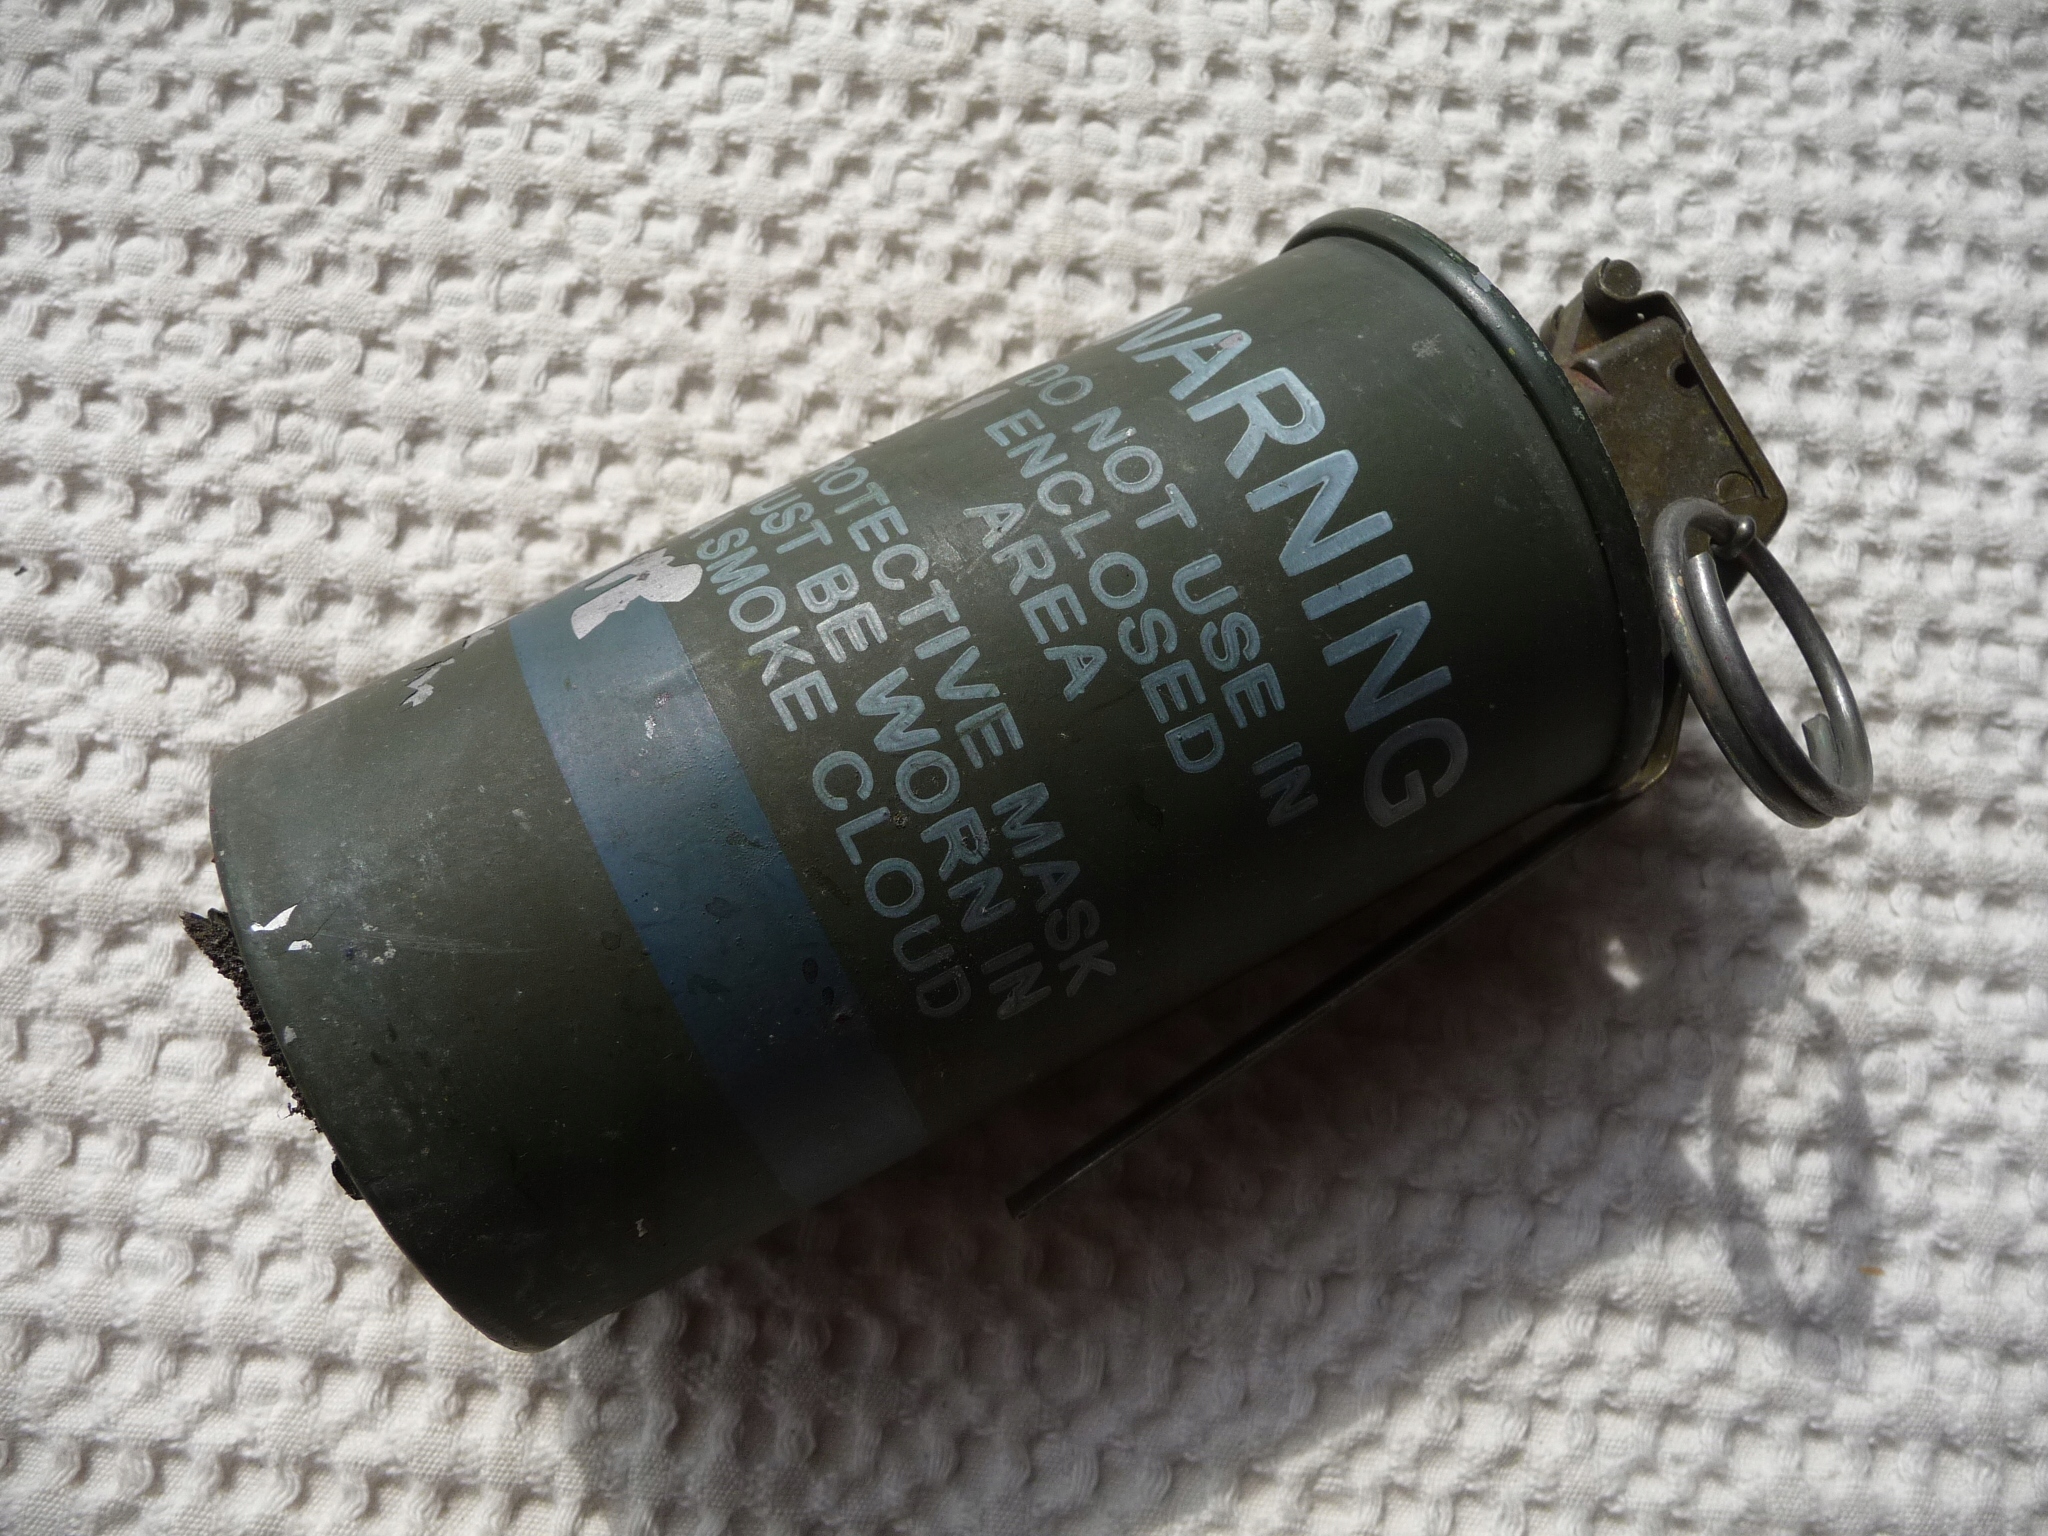 WARNING
DO NOT USE IN
ENCLOSED
AREA
PROTECTIVE MASK
MUST BE WORN IN
SMOKE CLOUD